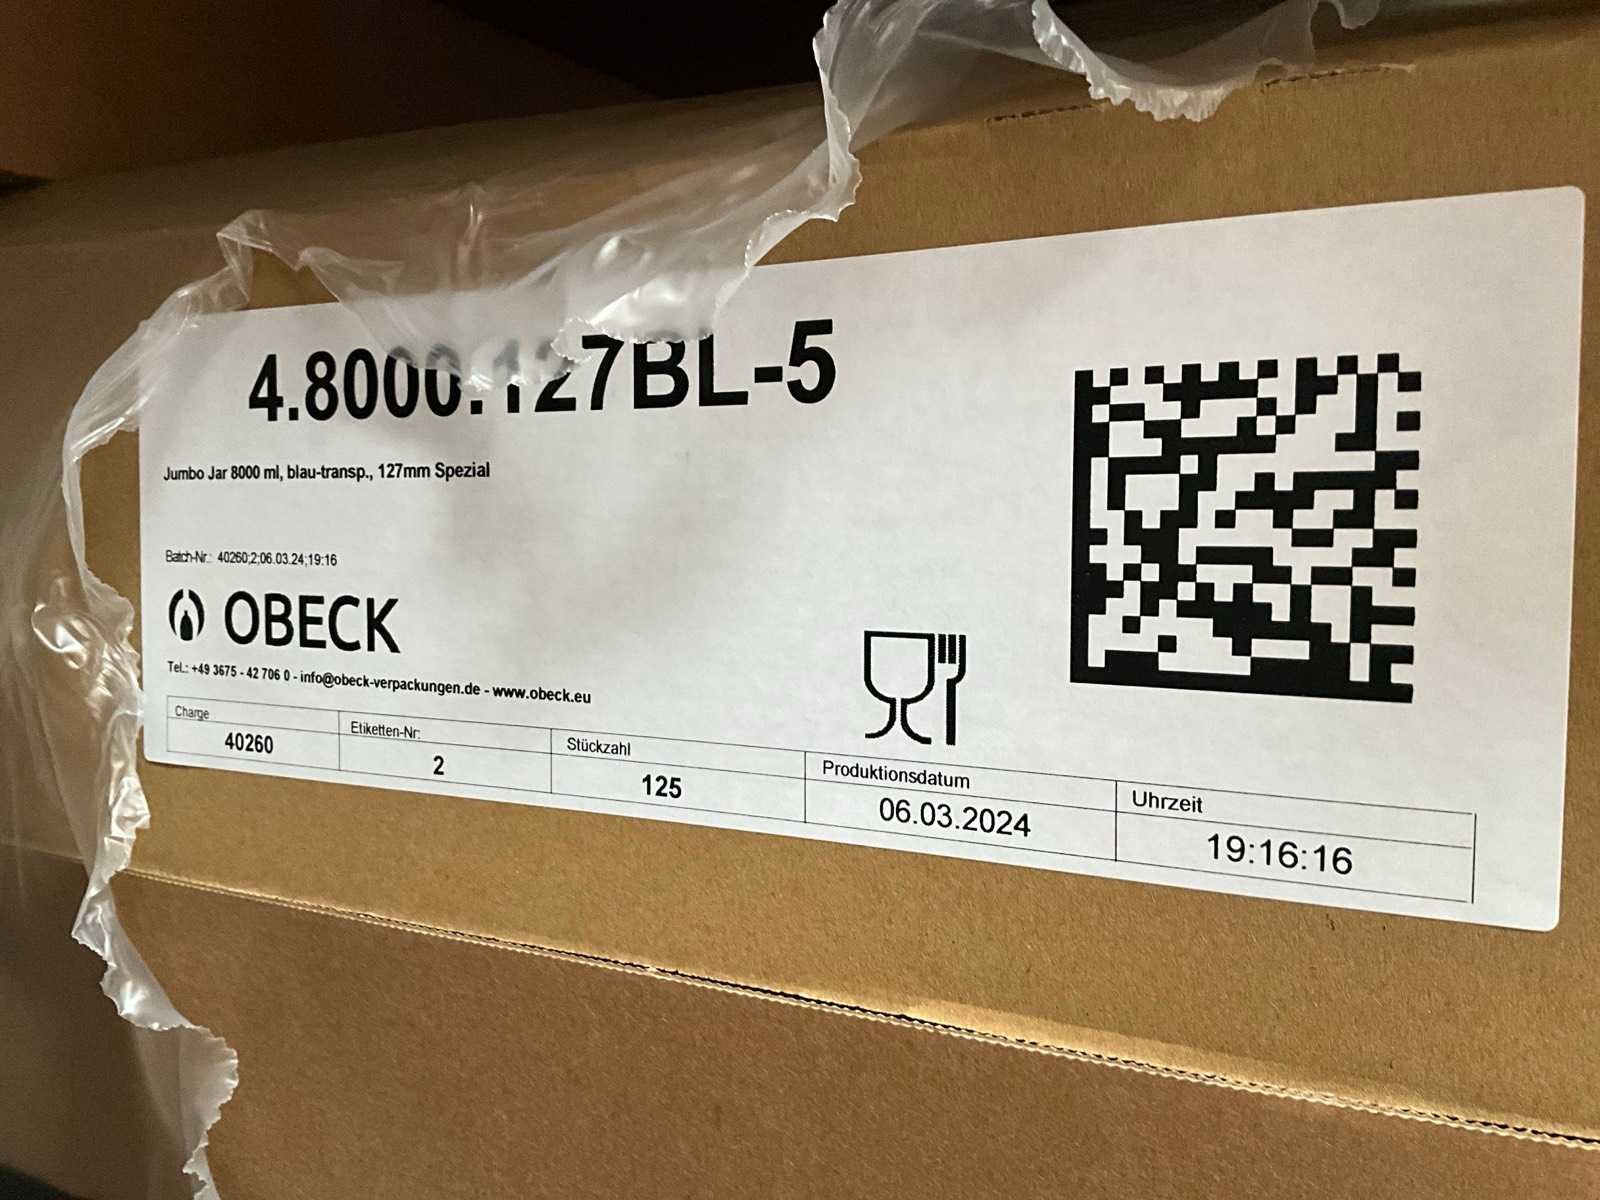 4.8000.127BL-5
Jumbo Jar 8000 ml, blau-transp., 127mm Spezial
Batch-Nr.: 40260;2;06.03.24;19:16
OBECK
Tel.: +49 3675 - 42 706 0 - info@obeck-verpackungen.de - www.obeck.eu
Charge Etiketten-Nr: Stückzahl Produktionsdatum Uhrzeit
40260 2 125 06.03.2024 19:16:16